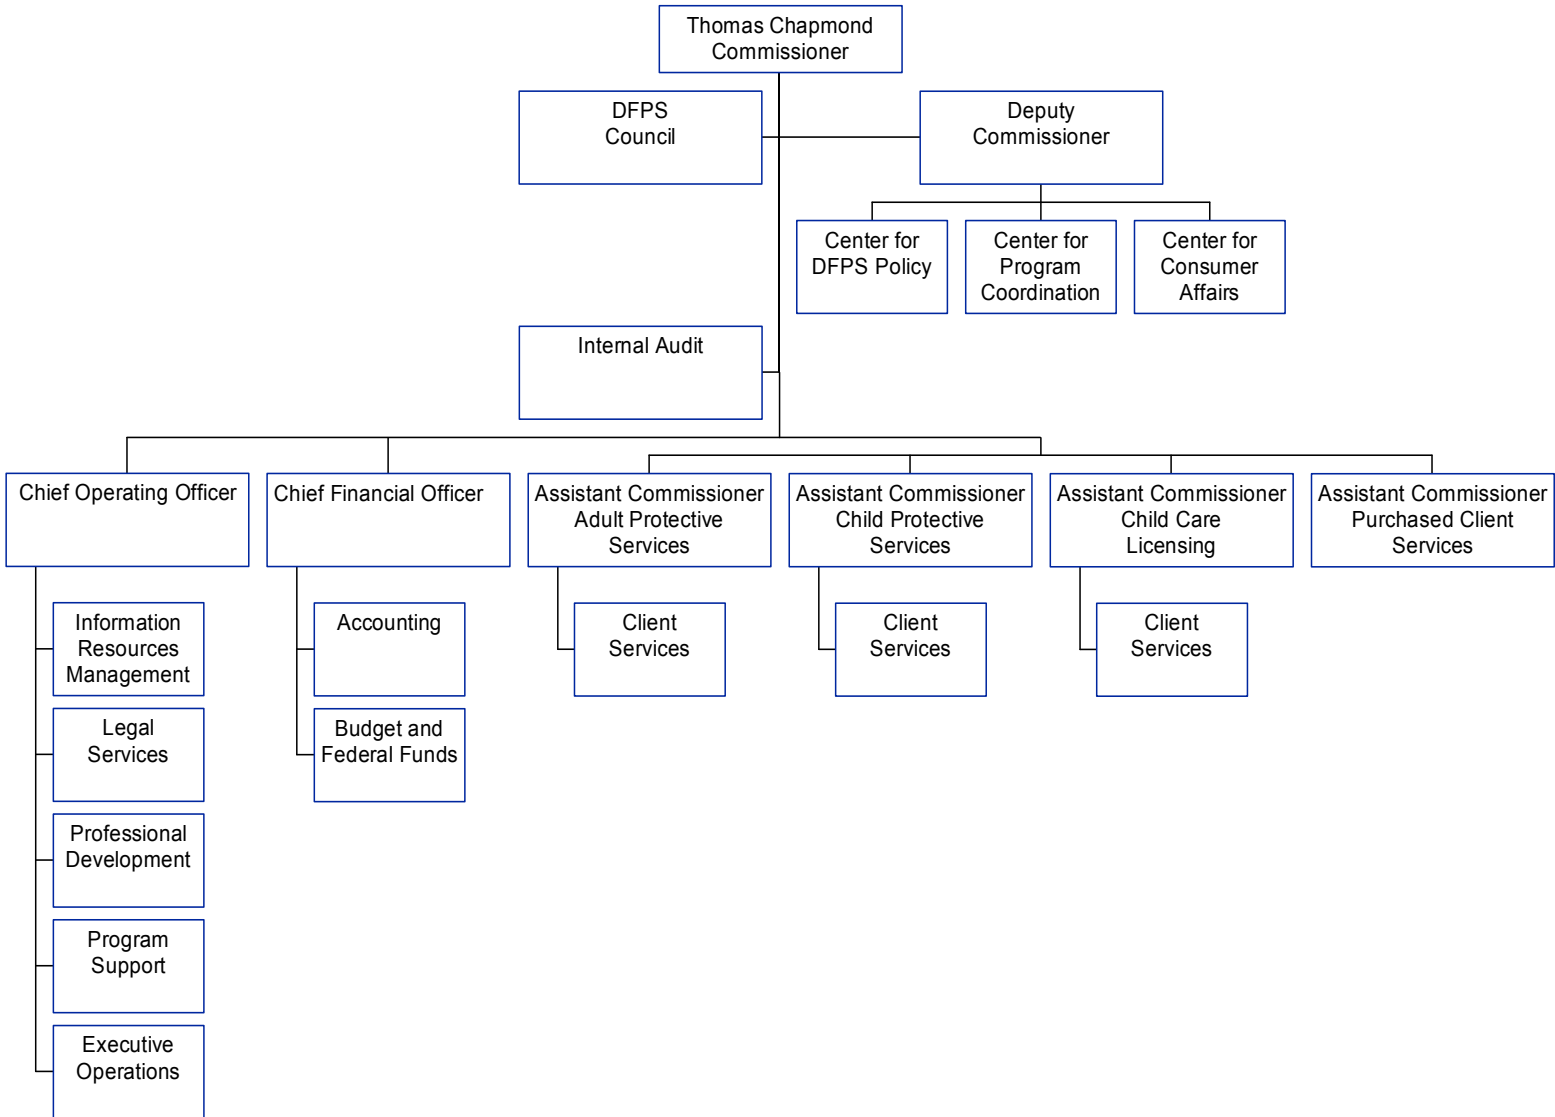 Thomas Chapmond
Commissioner
DFPS
Council
Deputy
Commissioner
Center for
DFPS Policy
Center for
Program
Coordination
Center for
Consumer
Affairs
Internal Audit
Chief Operating Officer
Chief Financial Officer
Assistant Commissioner
Adult Protective
Services
Assistant Commissioner
Child Protective
Services
Assistant Commissioner
Child Care
Licensing
Assistant Commissioner
Purchased Client
Services
Information
Resources
Management
Accounting
Client
Services
Client
Services
Client
Services
Legal
Services
Budget and
Federal Funds
Professional
Development
Program
Support
Executive
Operations